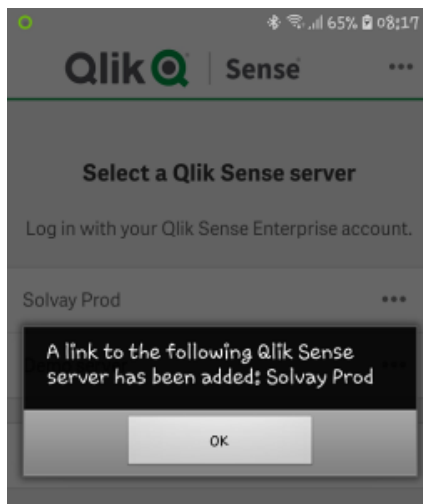 65% 08:17
Qlik Q Sense
Select a Qlik Sense server
Log in with your Qlik Sense Enterprise account.
Solvay Prod
A link to the following Qlik Sense
server has been added: Solvay Prod
OK